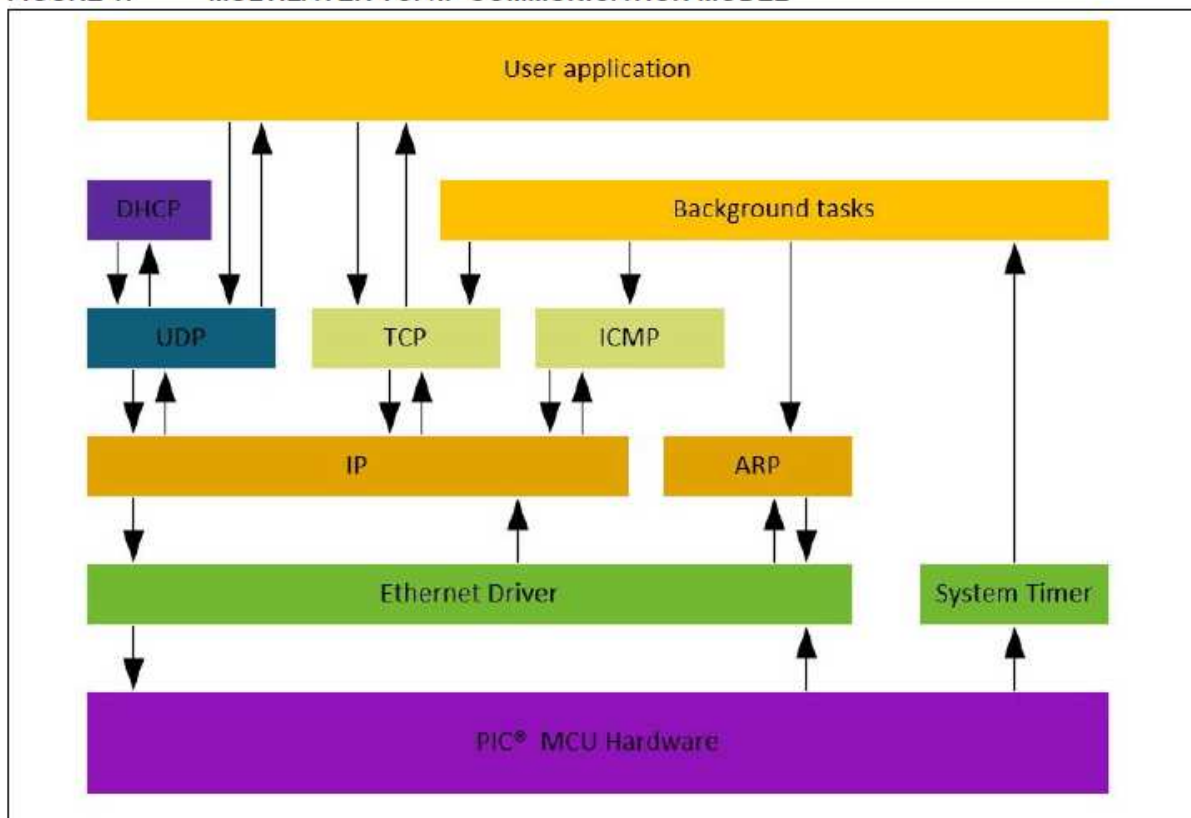 User application
DHCP
Background tasks
UDP
TCP
ICMP
IP
ARP
Ethernet Driver
System Timer
PIC® MCU Hardware